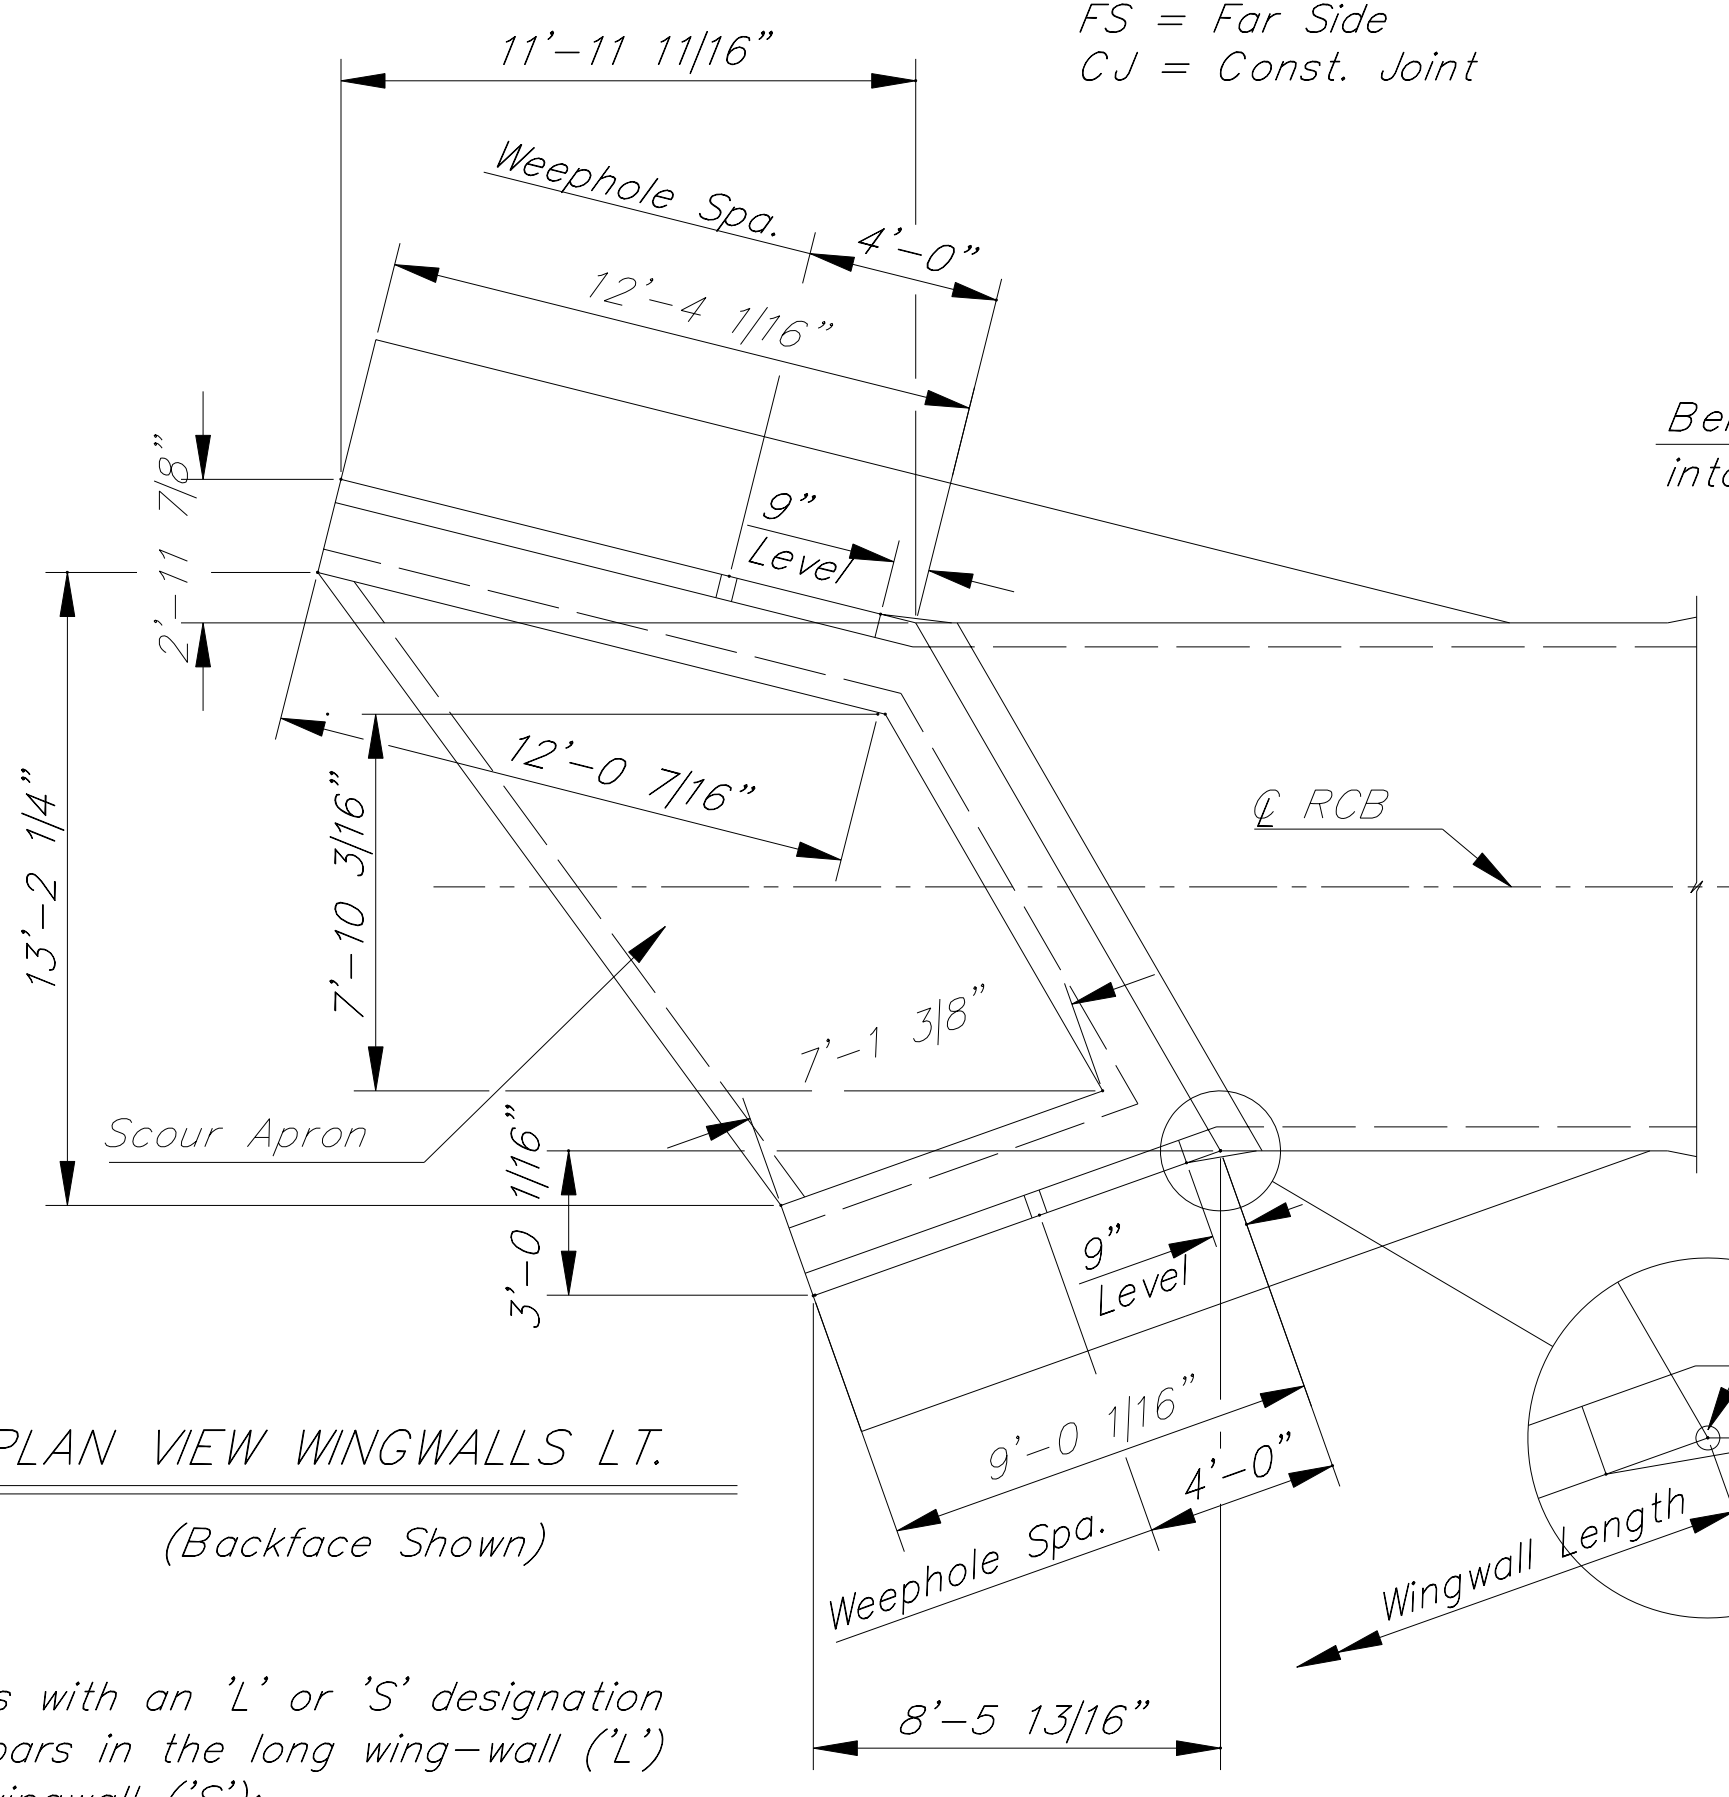 FS = Far Side
CJ = Const. Joint
11'-11 11/16"
Weephole Spa.
4'-0"
12'-4 1/16"
2'-11 7/8"
9"
Level
into
12'-0 7/16"
13'-2 1/4"
7'-10 3/16"
℄ RCB
7'-1 3/8"
Scour Apron
3'-0 1/16"
9"
Level
9'-0 1/16"
4'-0"
Weephole Spa.
PLAN VIEW WINGWALLS LT.
(Backface Shown)
Wingwall Length
8'-5 13/16"
s with an 'L' or 'S' designation
bars in the long wing-wall ('L')
wingwall ('S'):